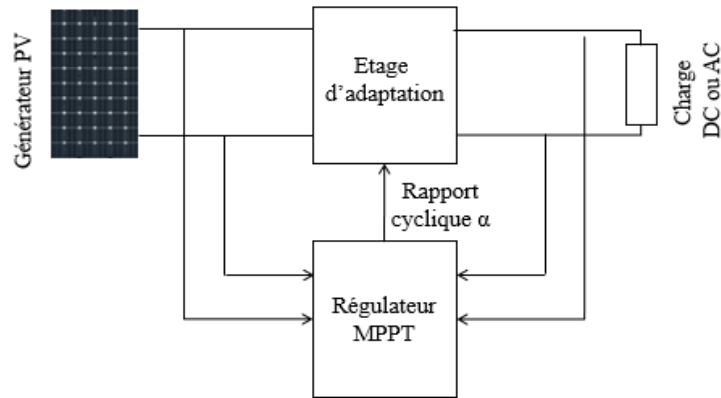 Générateur PV
Etage
d'adaptation
Charge
DC ou AC
Rapport
cyclique α
Régulateur
MPPT